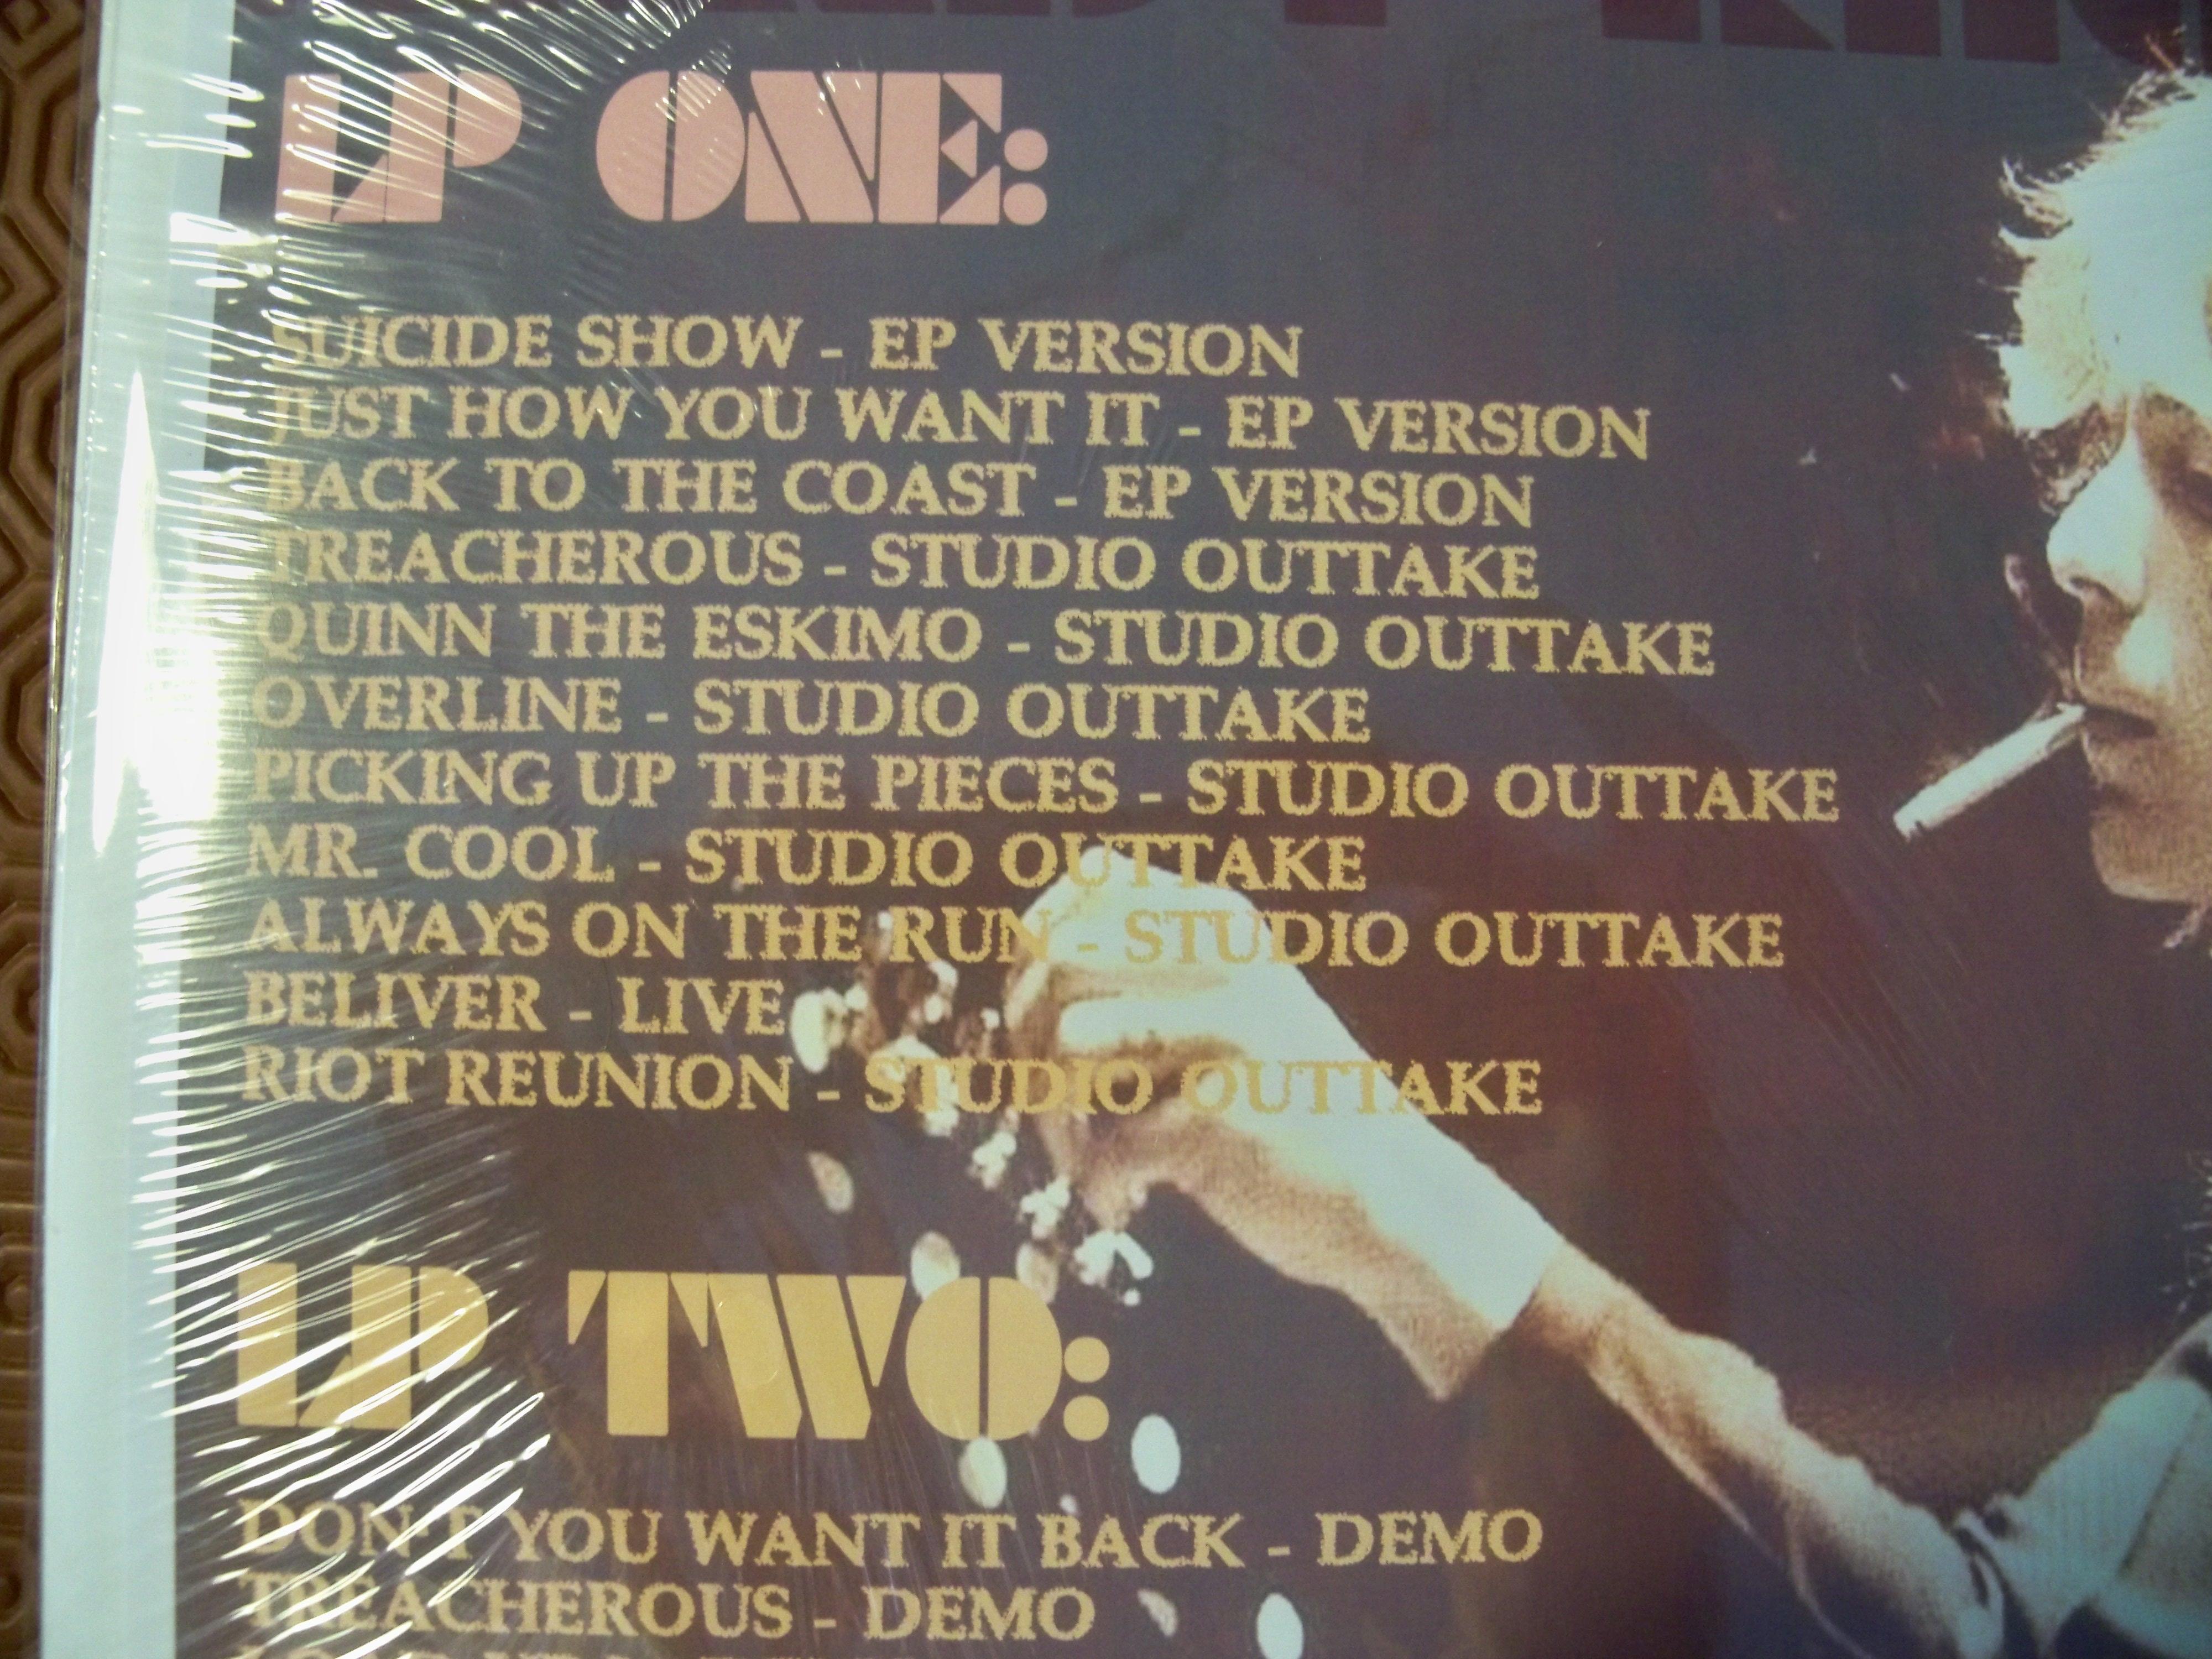 LP ONE:
SUICIDE SHOW - EP VERSION
JUST HOW YOU WANT IT - EP VERSION
BACK TO THE COAST - EP VERSION
TREACHEROUS - STUDIO OUTTAKE
QUINN THE ESKIMO - STUDIO OUTTAKE
OVERLINE - STUDIO OUTTAKE
PICKING UP THE PIECES - STUDIO OUTTAKE
MR. COOL - STUDIO OUTTAKE
ALWAYS ON THE RUN - STUDIO OUTTAKE
BELIVER - LIVE
RIOT REUNION - STUDIO OUTTAKE
LP TWO:
DON'T YOU WANT IT BACK - DEMO
TREACHEROUS - DEMO